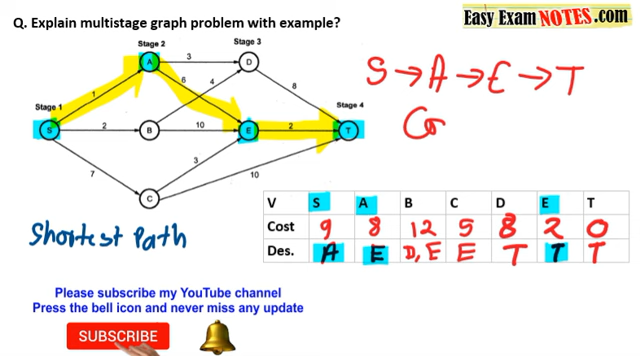 Easy Exam NOTES .com
Q. Explain multistage graph problem with example?
Stage 2
Stage 3
A
3
D
6
4
8
1
Stage 1
Stage 4
S
2
B
10
E
2
T
7
3
10
C
S → A → E → T
Co
Shortest Path
V S A B C D E T
Cost 9 8 12 5 8 2 0
Des. A E D, E E T T T
Please subscribe my YouTube channel
Press the bell icon and never miss any update
SUBSCRIBE